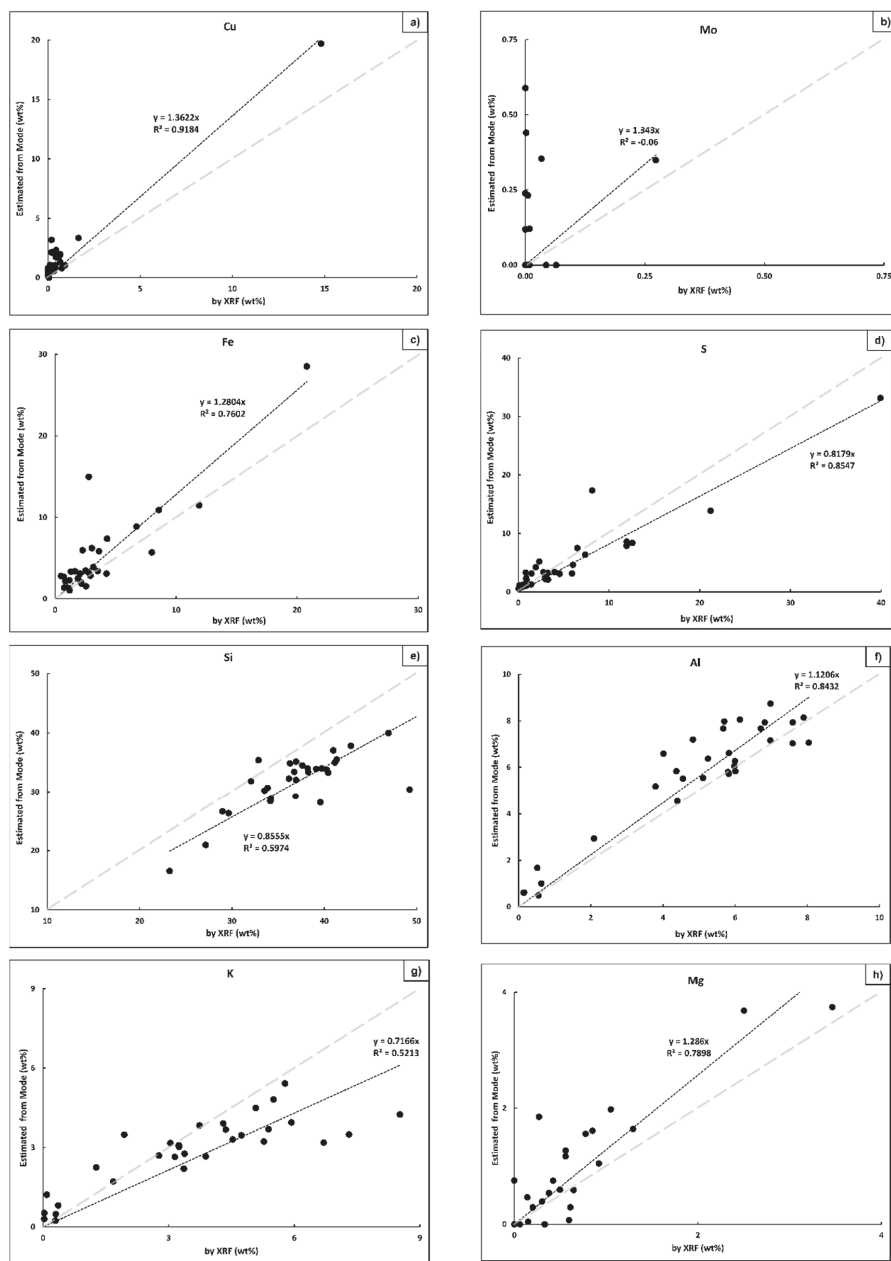 Cu
a)
20
15
10
5
0
0
5
10
15
20
y = 1.3622x
R² = 0.9184
Estimated from Mode (wt%)
by XRF (wt%)
Mo
b)
0.75
0.50
0.25
0.00
0.00
0.25
0.50
0.75
y = 1.343x
R² = -0.06
Estimated from Mode (wt%)
by XRF (wt%)
Fe
c)
30
20
10
0
0
10
20
30
y = 1.2804x
R² = 0.7602
Estimated from Mode (wt%)
by XRF (wt%)
S
d)
40
30
20
10
0
0
10
20
30
40
y = 0.8179x
R² = 0.8547
Estimated from Mode (wt%)
by XRF (wt%)
Si
e)
50
40
30
20
10
10
20
30
40
50
y = 0.8555x
R² = 0.5974
Estimated from Mode (wt%)
by XRF (wt%)
Al
f)
10
8
6
4
2
0
0
2
4
6
8
10
y = 1.1206x
R² = 0.8432
Estimated from Mode (wt%)
by XRF (wt%)
K
g)
9
6
3
0
0
3
6
9
y = 0.7166x
R² = 0.5213
Estimated from Mode (wt%)
by XRF (wt%)
Mg
h)
4
2
0
0
2
4
y = 1.286x
R² = 0.7898
Estimated from Mode (wt%)
by XRF (wt%)